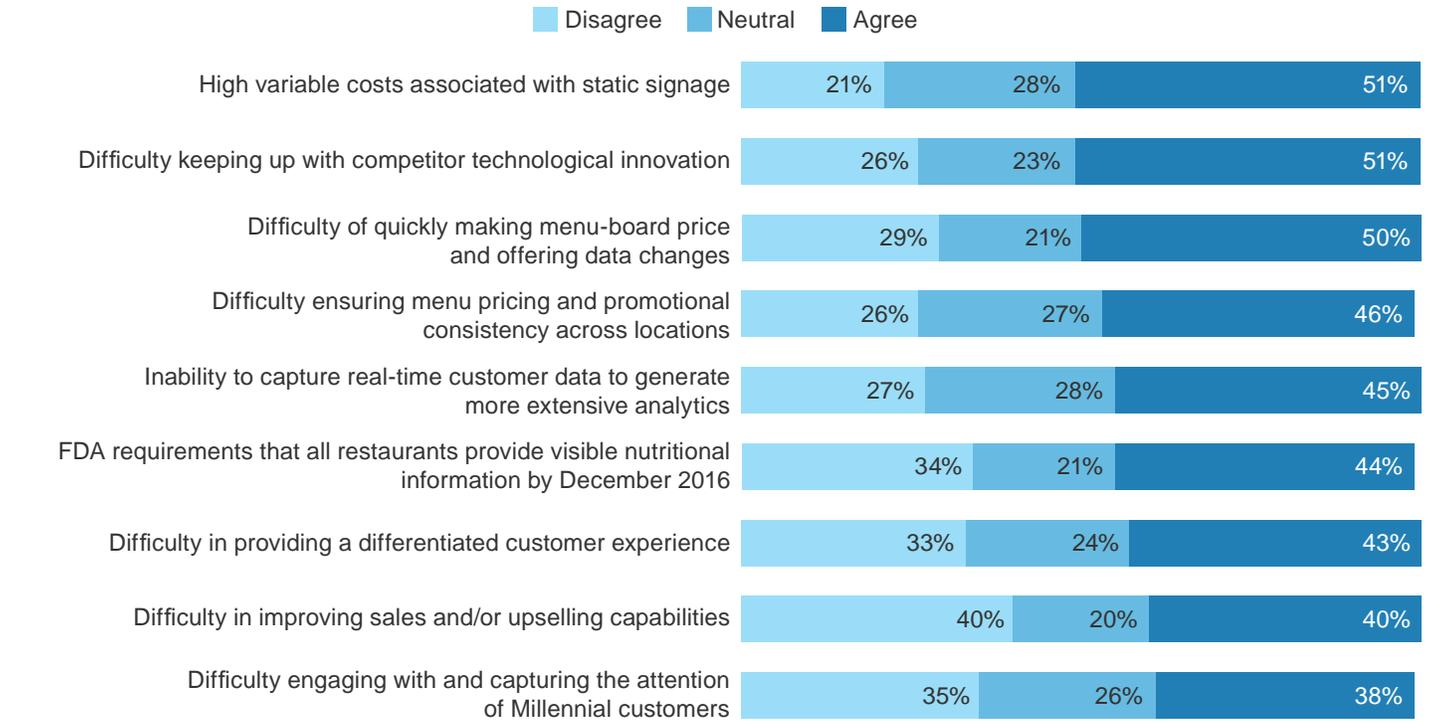 Disagree Neutral Agree
High variable costs associated with static signage 21% 28% 51%
Difficulty keeping up with competitor technological innovation 26% 23% 51%
Difficulty of quickly making menu-board price
and offering data changes 29% 21% 50%
Difficulty ensuring menu pricing and promotional
consistency across locations 26% 27% 46%
Inability to capture real-time customer data to generate
more extensive analytics 27% 28% 45%
FDA requirements that all restaurants provide visible nutritional
information by December 2016 34% 21% 44%
Difficulty in providing a differentiated customer experience 33% 24% 43%
Difficulty in improving sales and/or upselling capabilities 40% 20% 40%
Difficulty engaging with and capturing the attention
of Millennial customers 35% 26% 38%